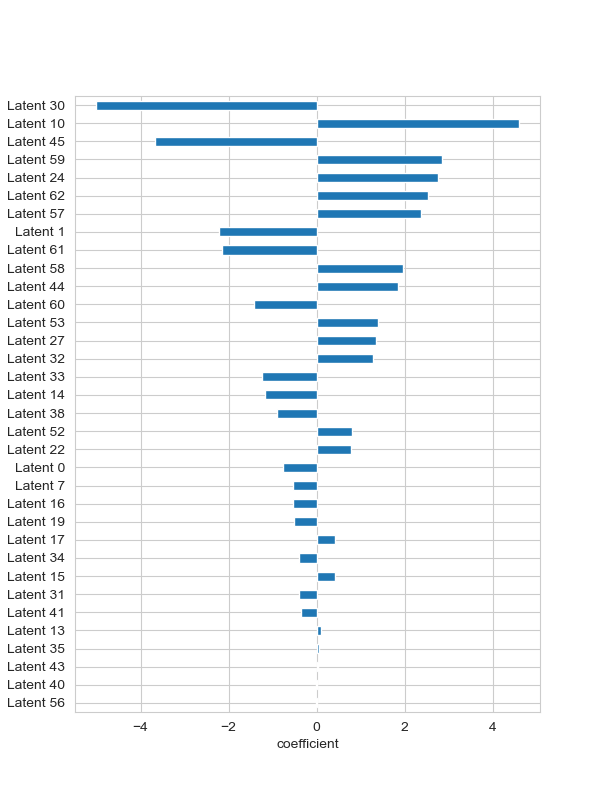 Latent 30
Latent 10
Latent 45
Latent 59
Latent 24
Latent 62
Latent 57
Latent 1
Latent 61
Latent 58
Latent 44
Latent 60
Latent 53
Latent 27
Latent 32
Latent 33
Latent 14
Latent 38
Latent 52
Latent 22
Latent 0
Latent 7
Latent 16
Latent 19
Latent 17
Latent 34
Latent 15
Latent 31
Latent 41
Latent 13
Latent 35
Latent 43
Latent 40
Latent 56
−4 −2 0 2 4
coefficient